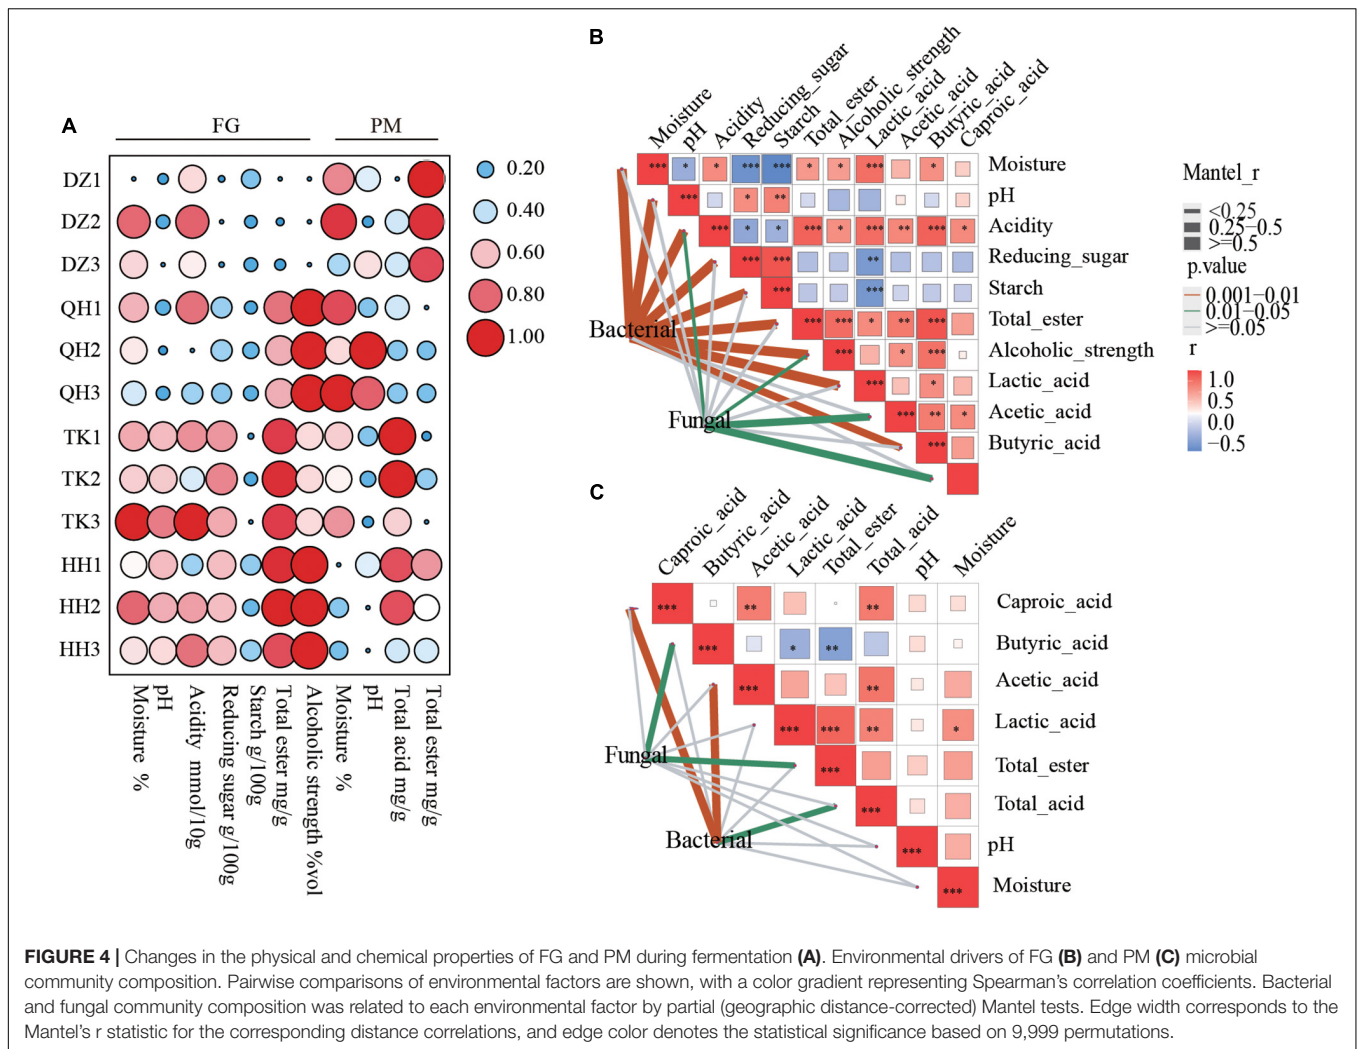 A
FG PM
DZ1
DZ2
DZ3
QH1
QH2
QH3
TK1
TK2
TK3
HH1
HH2
HH3
Moisture %
pH
Acidity mmol/10g
Reducing sugar g/100g
Starch g/100g
Total ester mg/g
Alcoholic strength %vol
Moisture %
pH
Total acid mg/g
Total ester mg/g
0.20
0.40
0.60
0.80
1.00
B
Moisture
pH
Acidity
Reducing_sugar
Starch
Total_ester
Alcoholic_strength
Lactic_acid
Acetic_acid
Butyric_acid
Caproic_acid
*** * * *** *** * * *** * Moisture
*** * ** pH
*** * * *** * *** ** *** * Acidity
*** *** ** Reducing_sugar
*** *** Starch
*** *** * ** *** Total_ester
*** * *** Alcoholic_strength
*** * Lactic_acid
*** ** * Acetic_acid
*** Butyric_acid
Bacterial
Fungal
Mantel_r
<0.25
0.25−0.5
>=0.5
p.value
0.001−0.01
0.01−0.05
>=0.05
r
1.0
0.5
0.0
−0.5
C
Caproic_acid
Butyric_acid
Acetic_acid
Lactic_acid
Total_ester
Total_acid
pH
Moisture
*** ** ** Caproic_acid
*** * ** Butyric_acid
*** ** Acetic_acid
*** *** ** * Lactic_acid
*** Total_ester
*** Total_acid
*** pH
*** Moisture
Fungal
Bacterial
FIGURE 4 | Changes in the physical and chemical properties of FG and PM during fermentation (A). Environmental drivers of FG (B) and PM (C) microbial
community composition. Pairwise comparisons of environmental factors are shown, with a color gradient representing Spearman's correlation coefficients. Bacterial
and fungal community composition was related to each environmental factor by partial (geographic distance-corrected) Mantel tests. Edge width corresponds to the
Mantel's r statistic for the corresponding distance correlations, and edge color denotes the statistical significance based on 9,999 permutations.